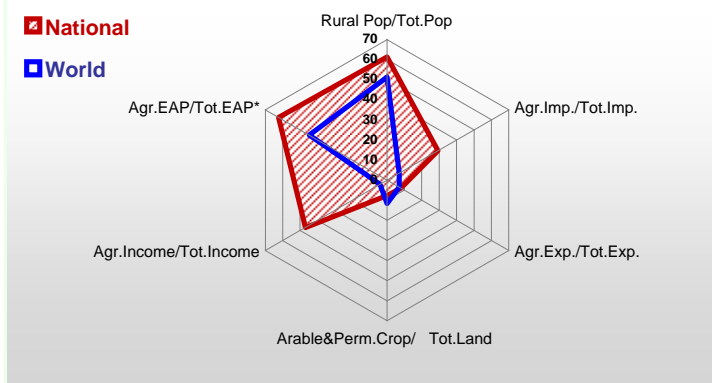 National
World
Rural Pop/Tot.Pop
70
60
50
40
30
20
10
0
Agr.EAP/Tot.EAP*
Agr.Imp./Tot.Imp.
Agr.Income/Tot.Income
Agr.Exp./Tot.Exp.
Arable&Perm.Crop/ Tot.Land